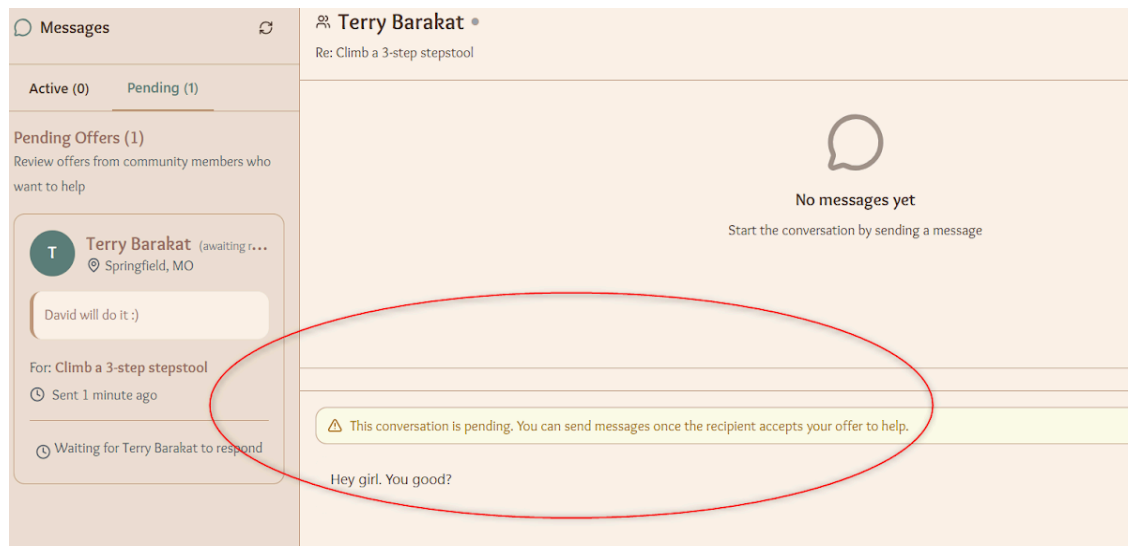 Messages
Active (0)
Pending (1)
Pending Offers (1)
Review offers from community members who
want to help
T
Terry Barakat (awaiting r...
Springfield, MO
David will do it :)
For: Climb a 3-step stepstool
Sent 1 minute ago
Waiting for Terry Barakat to respond
Terry Barakat
Re: Climb a 3-step stepstool
No messages yet
Start the conversation by sending a message
This conversation is pending. You can send messages once the recipient accepts your offer to help.
Hey girl. You good?